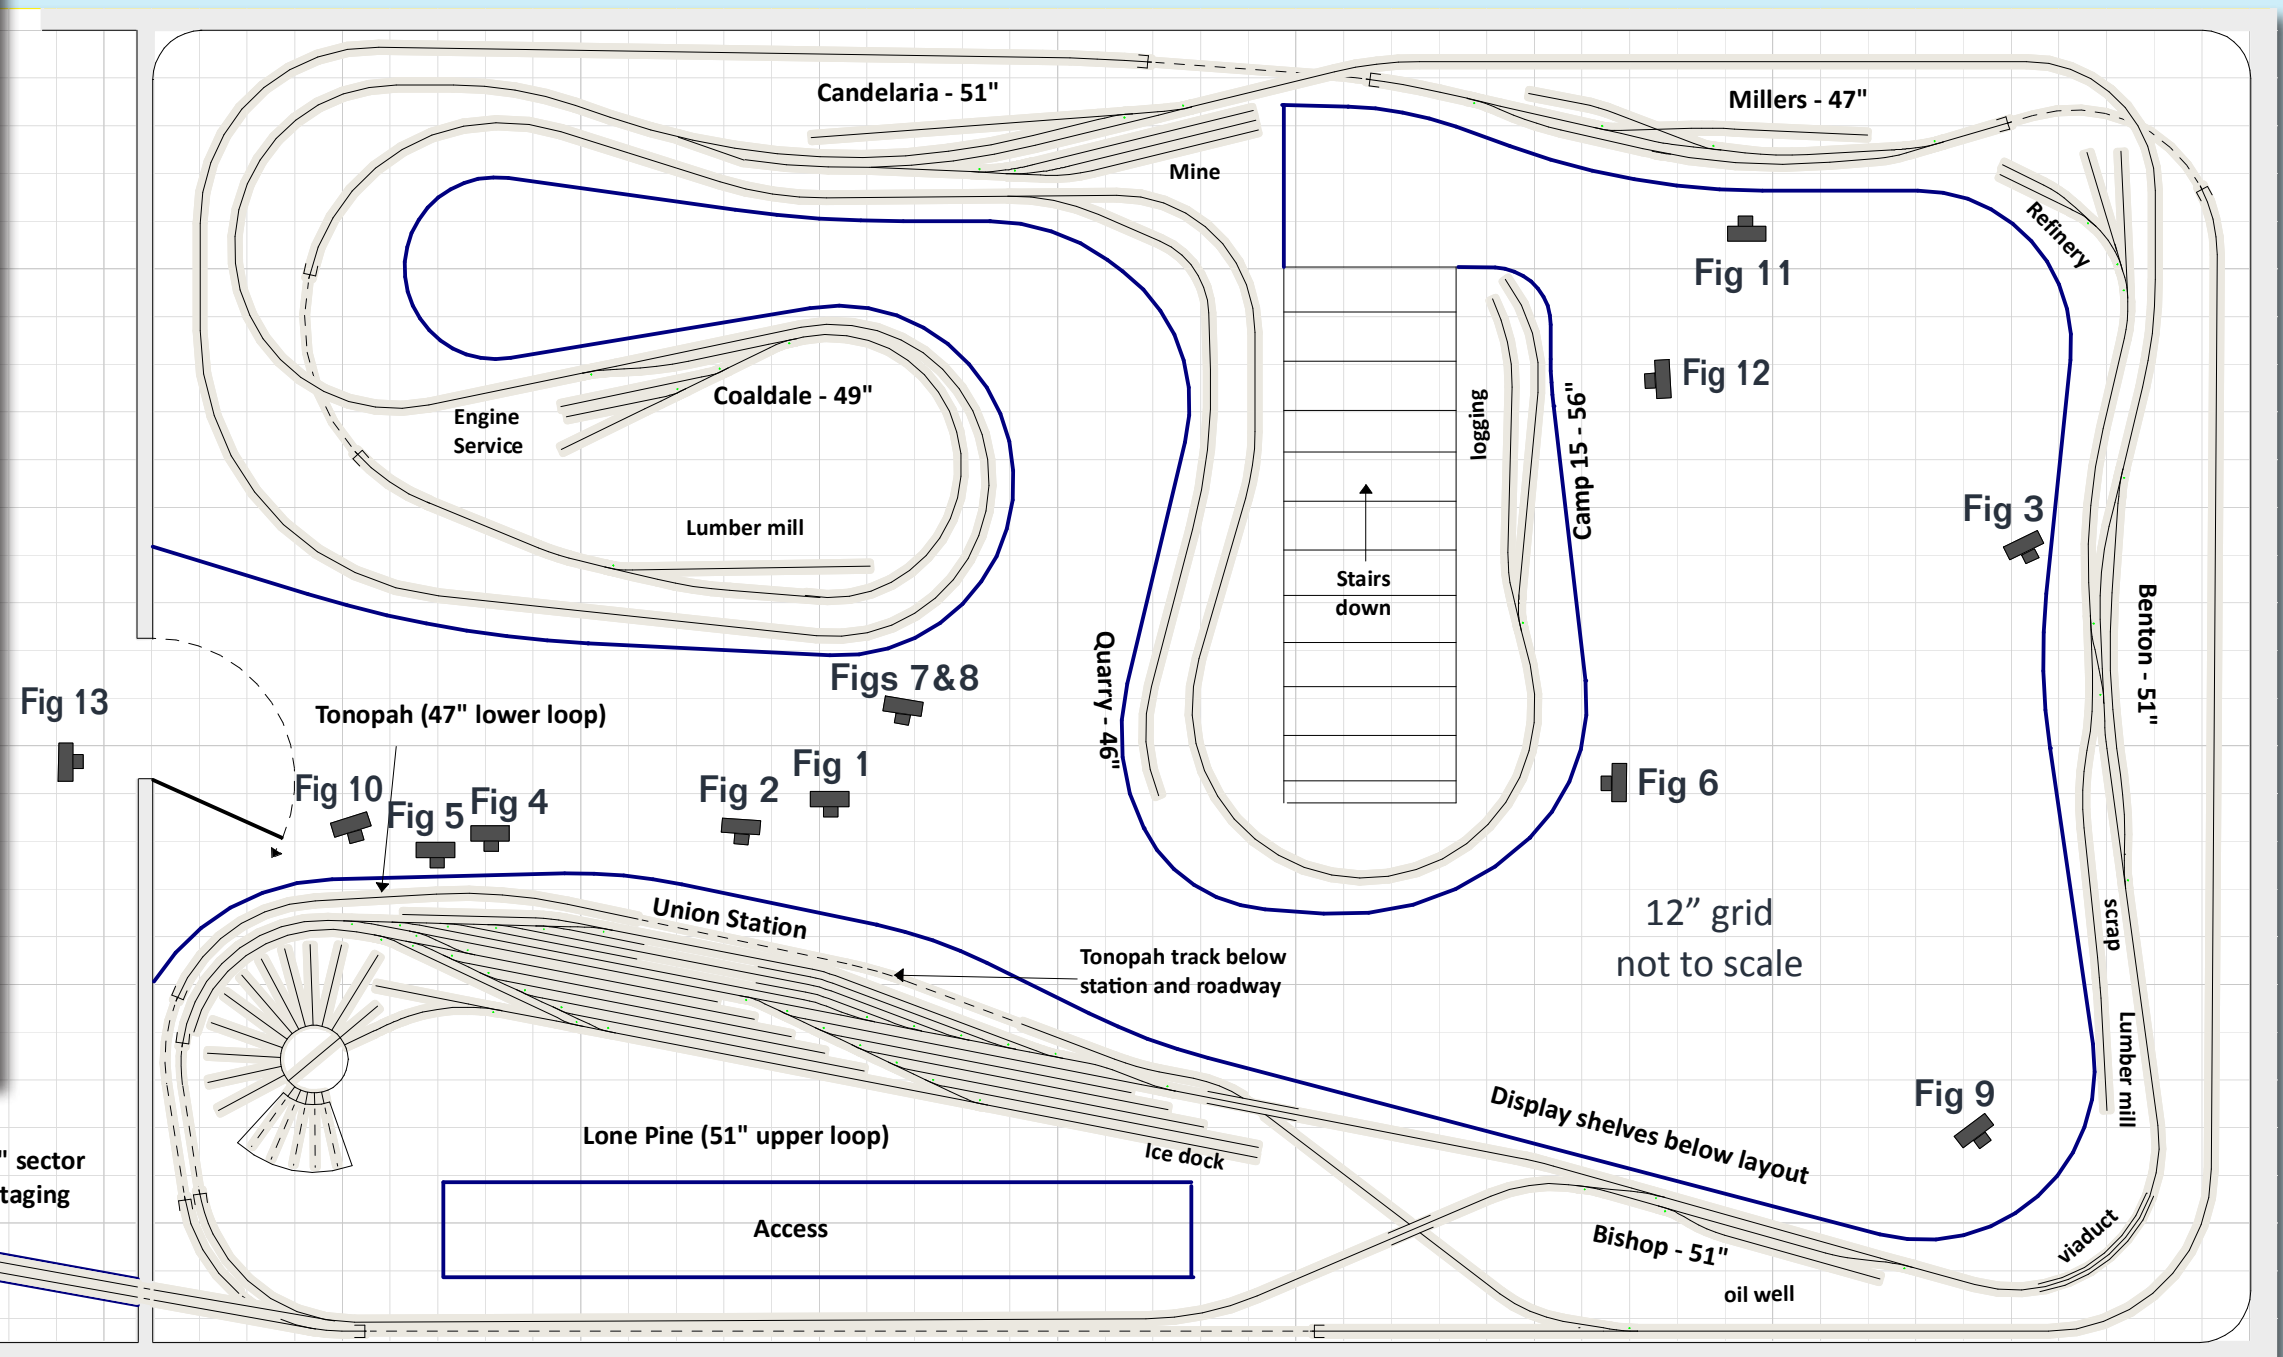 Candelaria - 51"
Millers - 47"
Mine
Refinery
Fig 11
Fig 12
Coaldale - 49"
Engine
Service
logging
Camp 15 - 56"
Fig 3
Lumber mill
Stairs
down
Benton - 51"
Quarry - 46"
Figs 7&8
Fig 13
Tonopah (47" lower loop)
Fig 10
Fig 5
Fig 4
Fig 2
Fig 1
Fig 6
Union Station
12” grid
not to scale
scrap
Tonopah track below
station and roadway
Lumber mill
Fig 9
Display shelves below layout
Lone Pine (51" upper loop)
Ice dock
" sector
taging
Access
Bishop - 51"
viaduct
oil well